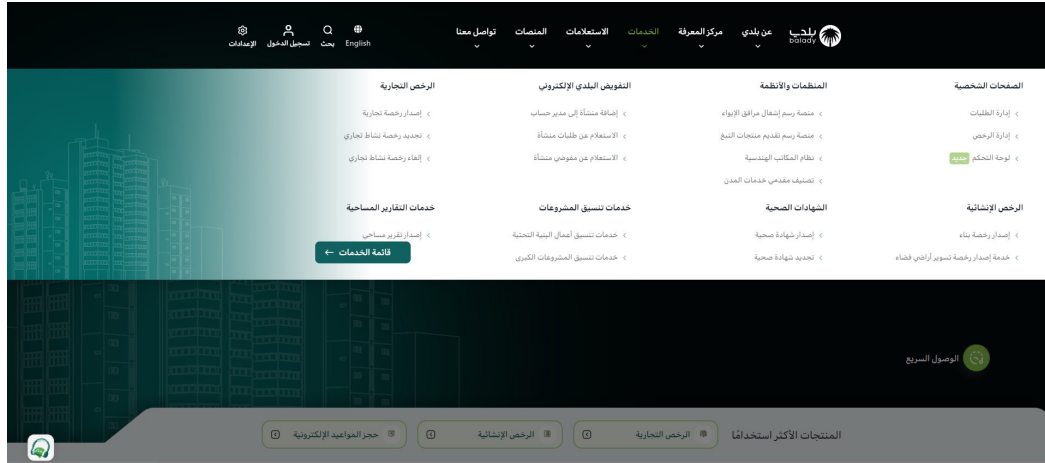 بلدي
balady
عن بلدي
مركز المعرفة
الخدمات
الاستعلامات
المنصات
تواصل معنا
English
بحث
تسجيل الدخول
الإعدادات
الصفحات الشخصية
إدارة الطلبات
إدارة الرخص
لوحة التحكم جديد
المنظمات والأنظمة
منصة رسم إشغال مرافق الإيواء
منصة رسم تقديم منتجات التبغ
نظام المكاتب الهندسية
تصنيف مقدمي خدمات المدن
التفويض البلدي الإلكتروني
إضافة منشأة إلى مدير حساب
الاستعلام عن طلبات منشأة
الاستعلام عن مفوضي منشأة
الرخص التجارية
إصدار رخصة تجارية
تجديد رخصة نشاط تجاري
إلغاء رخصة نشاط تجاري
الرخص الإنشائية
إصدار رخصة بناء
خدمة إصدار رخصة تسوير أراضي فضاء
الشهادات الصحية
إصدار شهادة صحية
تجديد شهادة صحية
خدمات تنسيق المشروعات
خدمات تنسيق أعمال البنية التحتية
خدمات تنسيق المشروعات الكبرى
خدمات التقارير المساحية
إصدار تقرير مساحي
قائمة الخدمات
الوصول السريع
المنتجات الأكثر استخدامًا
الرخص التجارية
الرخص الإنشائية
حجز المواعيد الإلكترونية